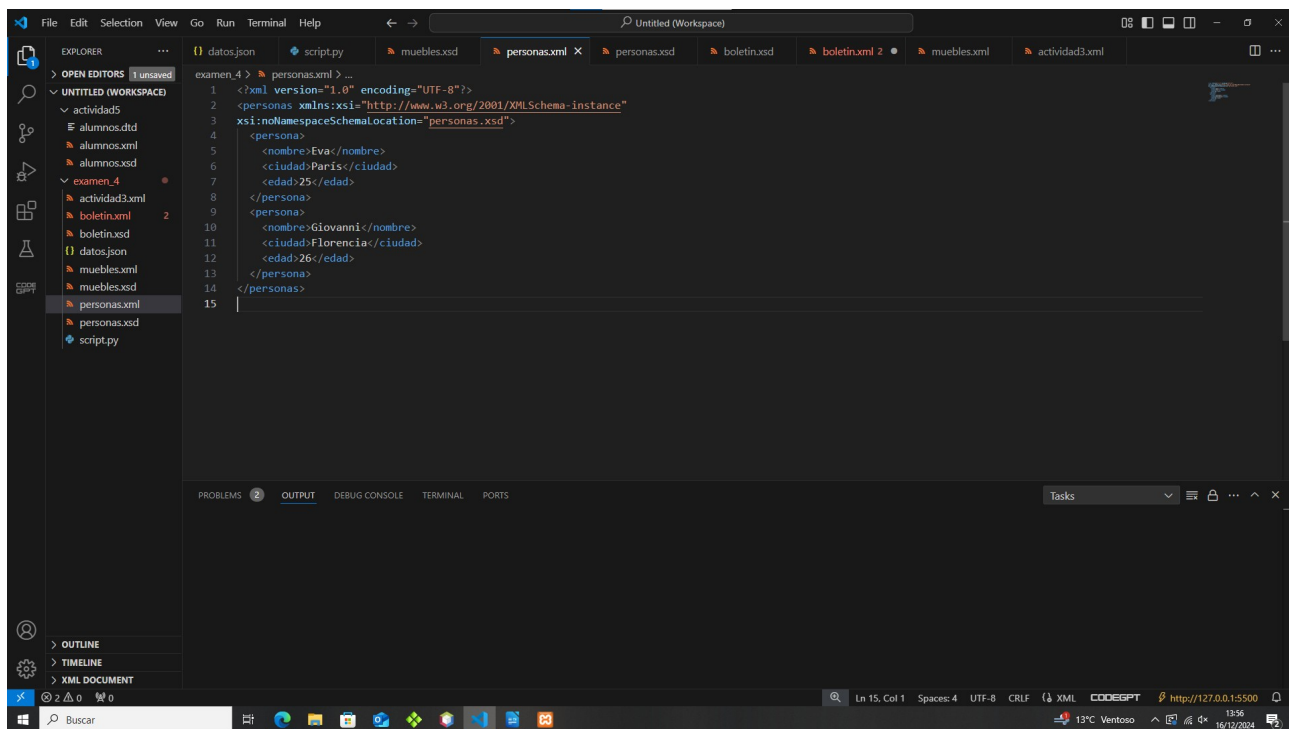 File Edit Selection View Go Run Terminal Help
Untitled (Workspace)
EXPLORER
OPEN EDITORS 1 unsaved
UNTITLED (WORKSPACE)
actividad5
alumnos.dtd
alumnos.xml
alumnos.xsd
examen_4
actividad3.xml
boletin.xml 2
boletin.xsd
{} datos.json
muebles.xml
muebles.xsd
personas.xml
personas.xsd
script.py
OUTLINE
TIMELINE
XML DOCUMENT
CODE
GPT
1
{} datos.json script.py muebles.xsd personas.xml personas.xsd boletin.xsd boletin.xml 2 muebles.xml actividad3.xml
examen_4 > personas.xml > ...
1 <?xml version="1.0" encoding="UTF-8"?>
2 <personas xmlns:xsi="http://www.w3.org/2001/XMLSchema-instance"
3 xsi:noNamespaceSchemaLocation="personas.xsd">
4 <persona>
5 <nombre>Eva</nombre>
6 <ciudad>París</ciudad>
7 <edad>25</edad>
8 </persona>
9 <persona>
10 <nombre>Giovanni</nombre>
11 <ciudad>Florencia</ciudad>
12 <edad>26</edad>
13 </persona>
14 </personas>
15
PROBLEMS 2 OUTPUT DEBUG CONSOLE TERMINAL PORTS
Tasks
2 0 0
Ln 15, Col 1 Spaces: 4 UTF-8 CRLF XML CODEGPT http://127.0.0.1:5500
Buscar
13°C Ventoso
13:56
16/12/2024
2